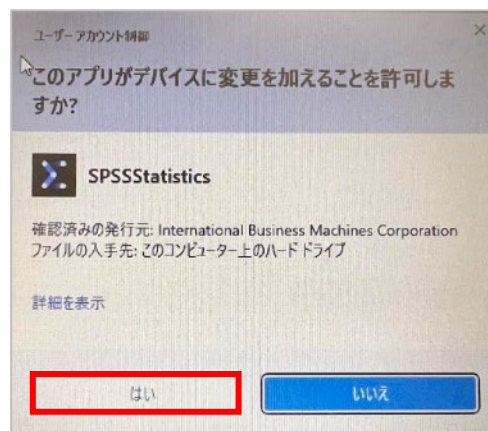 ユーザー アカウント制御
このアプリがデバイスに変更を加えることを許可しま
すか?
SPSSStatistics
確認済みの発行元: International Business Machines Corporation
ファイルの入手先: このコンピューター上のハード ドライブ
詳細を表示
はい
いいえ